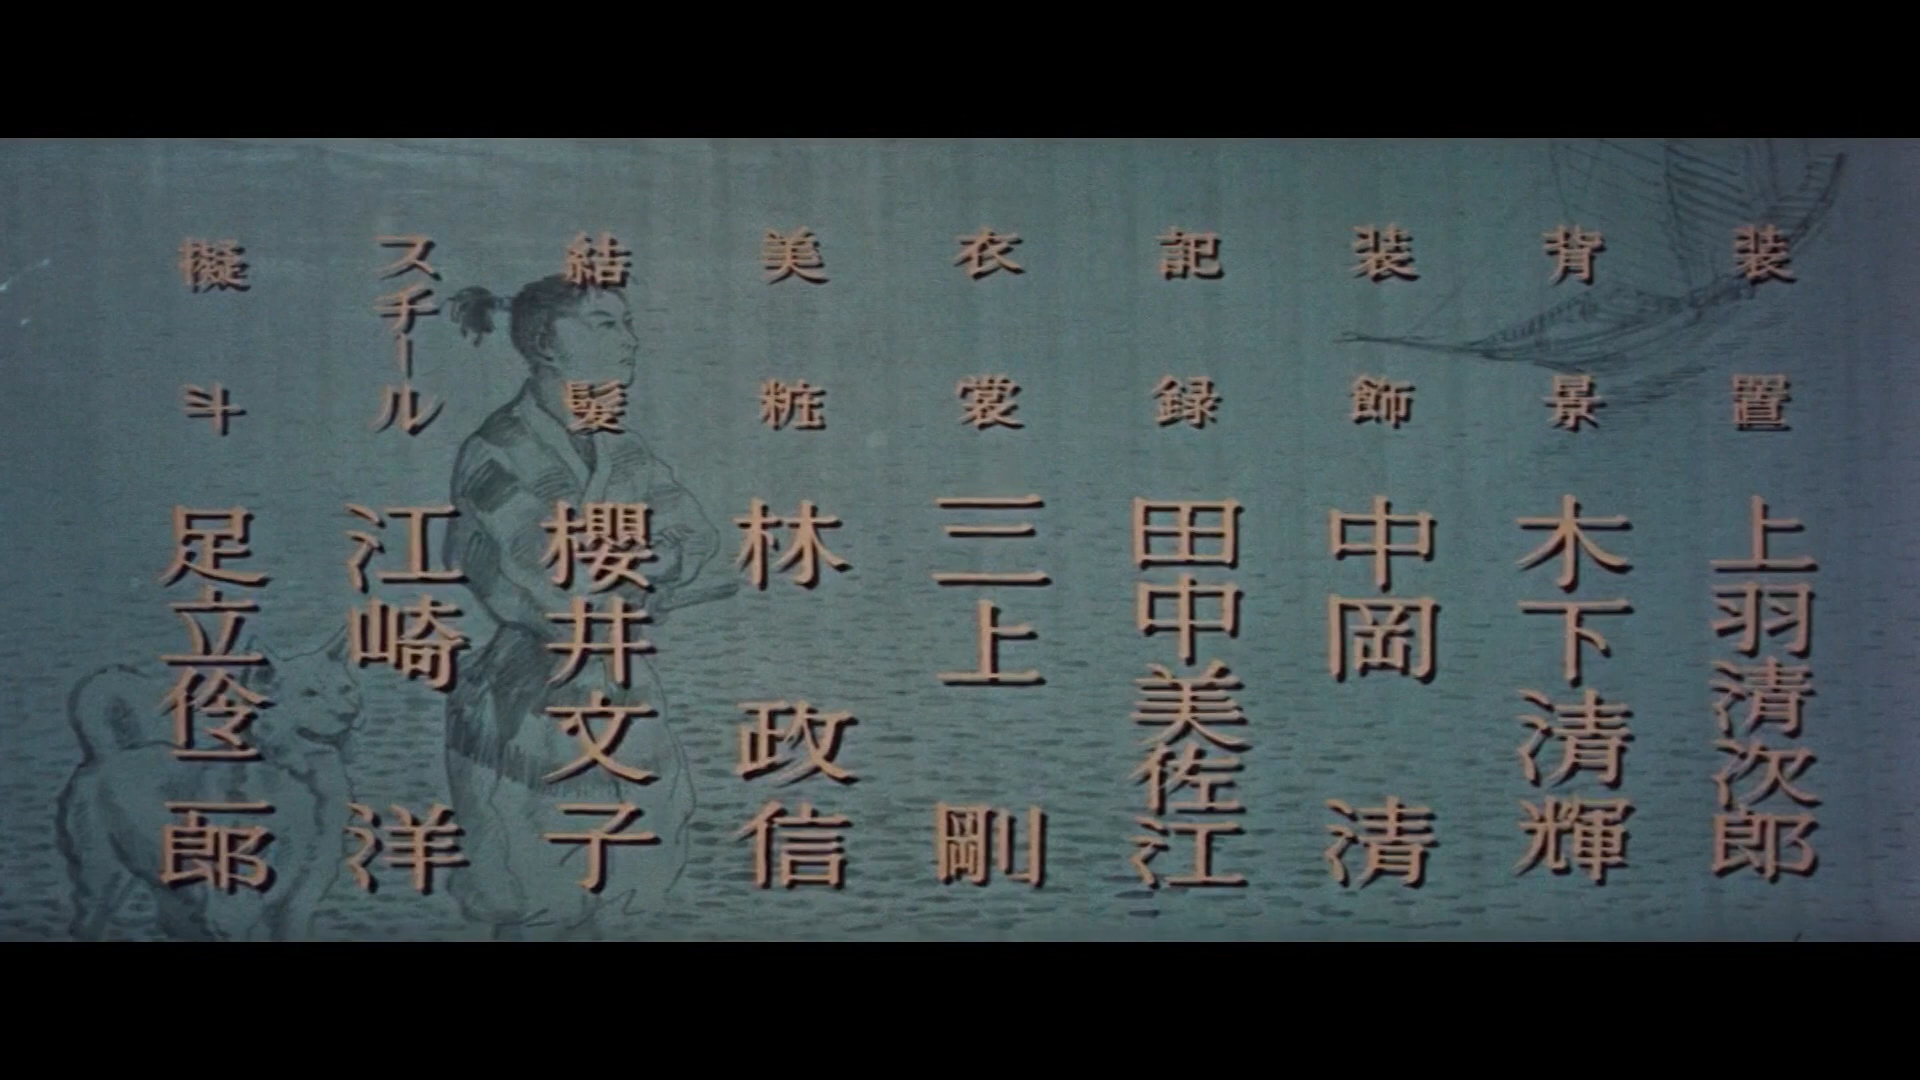 装置 上羽清次郎
背景 木下清輝
装飾 中岡清
記録 田中美佐江
衣裳 三上剛
美粧 林政信
結髪 櫻井文子
スチール 江崎洋
擬斗 足立伶二郎